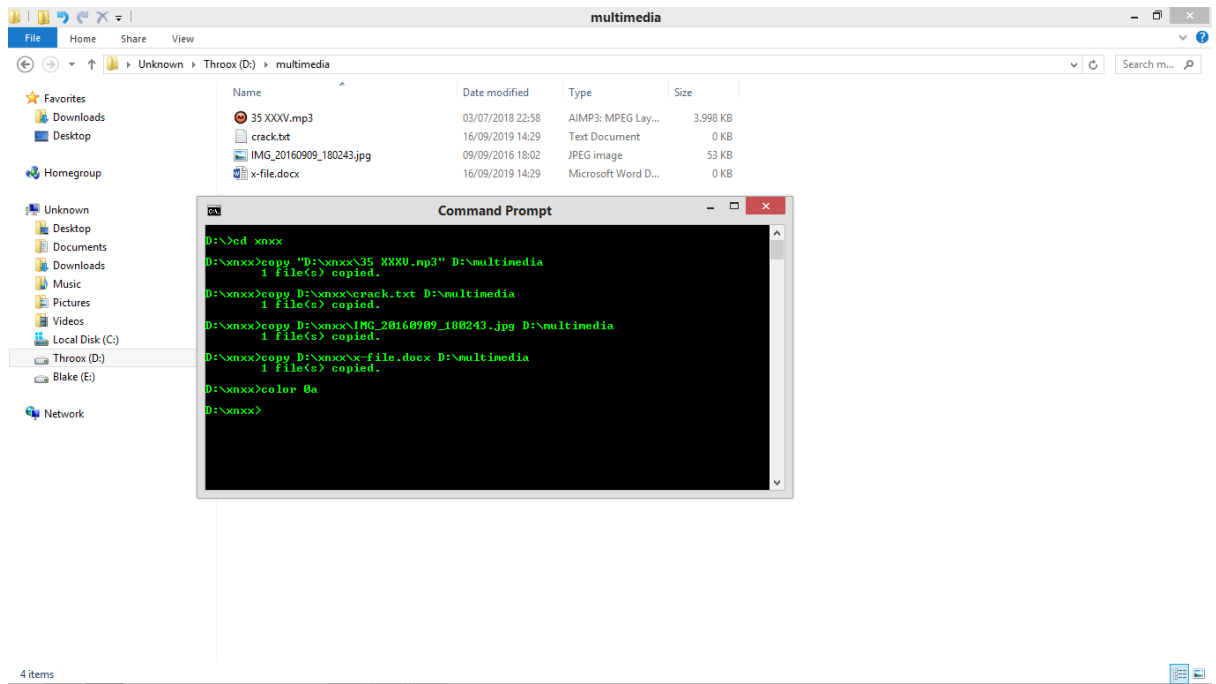 multimedia
File Home Share View
Unknown Throox (D:) multimedia Search m...
Name Date modified Type Size
Favorites
Downloads
Desktop
Homegroup
Unknown
Desktop
Documents
Downloads
Music
Pictures
Videos
Local Disk (C:)
Throox (D:)
Blake (E:)
Network
35 XXXV.mp3 03/07/2018 22:58 AIMP3: MPEG Lay... 3.998 KB
crack.txt 16/09/2019 14:29 Text Document 0 KB
IMG_20160909_180243.jpg 09/09/2016 18:02 JPEG image 53 KB
x-file.docx 16/09/2019 14:29 Microsoft Word D... 0 KB
C:\.
Command Prompt
D:\>cd xnxx
D:\xnxx>copy "D:\xnxx\35 XXXV.mp3" D:\multimedia
1 file(s) copied.
D:\xnxx>copy D:\xnxx\crack.txt D:\multimedia
1 file(s) copied.
D:\xnxx>copy D:\xnxx\IMG_20160909_180243.jpg D:\multimedia
1 file(s) copied.
D:\xnxx>copy D:\xnxx\x-file.docx D:\multimedia
1 file(s) copied.
D:\xnxx>color 0a
D:\xnxx>
4 items